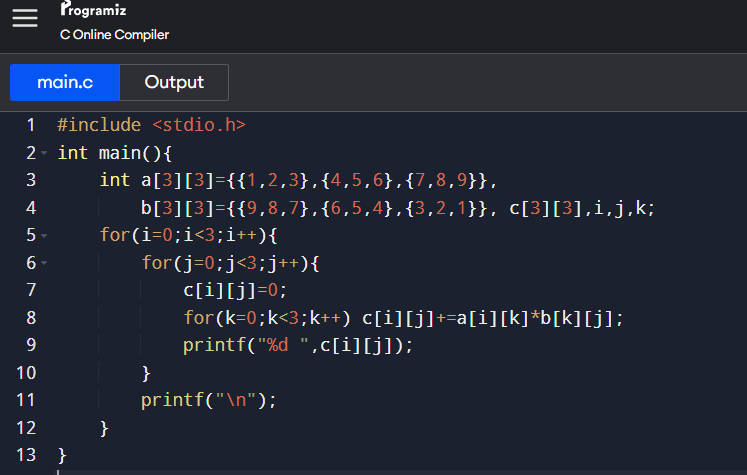 Programiz
C Online Compiler
main.c Output
1 #include <stdio.h>
2 int main(){
3     int a[3][3]={{1,2,3},{4,5,6},{7,8,9}},
4         b[3][3]={{9,8,7},{6,5,4},{3,2,1}}, c[3][3],i,j,k;
5     for(i=0;i<3;i++){
6         for(j=0;j<3;j++){
7             c[i][j]=0;
8             for(k=0;k<3;k++) c[i][j]+=a[i][k]*b[k][j];
9             printf("%d ",c[i][j]);
10         }
11         printf("\n");
12     }
13 }